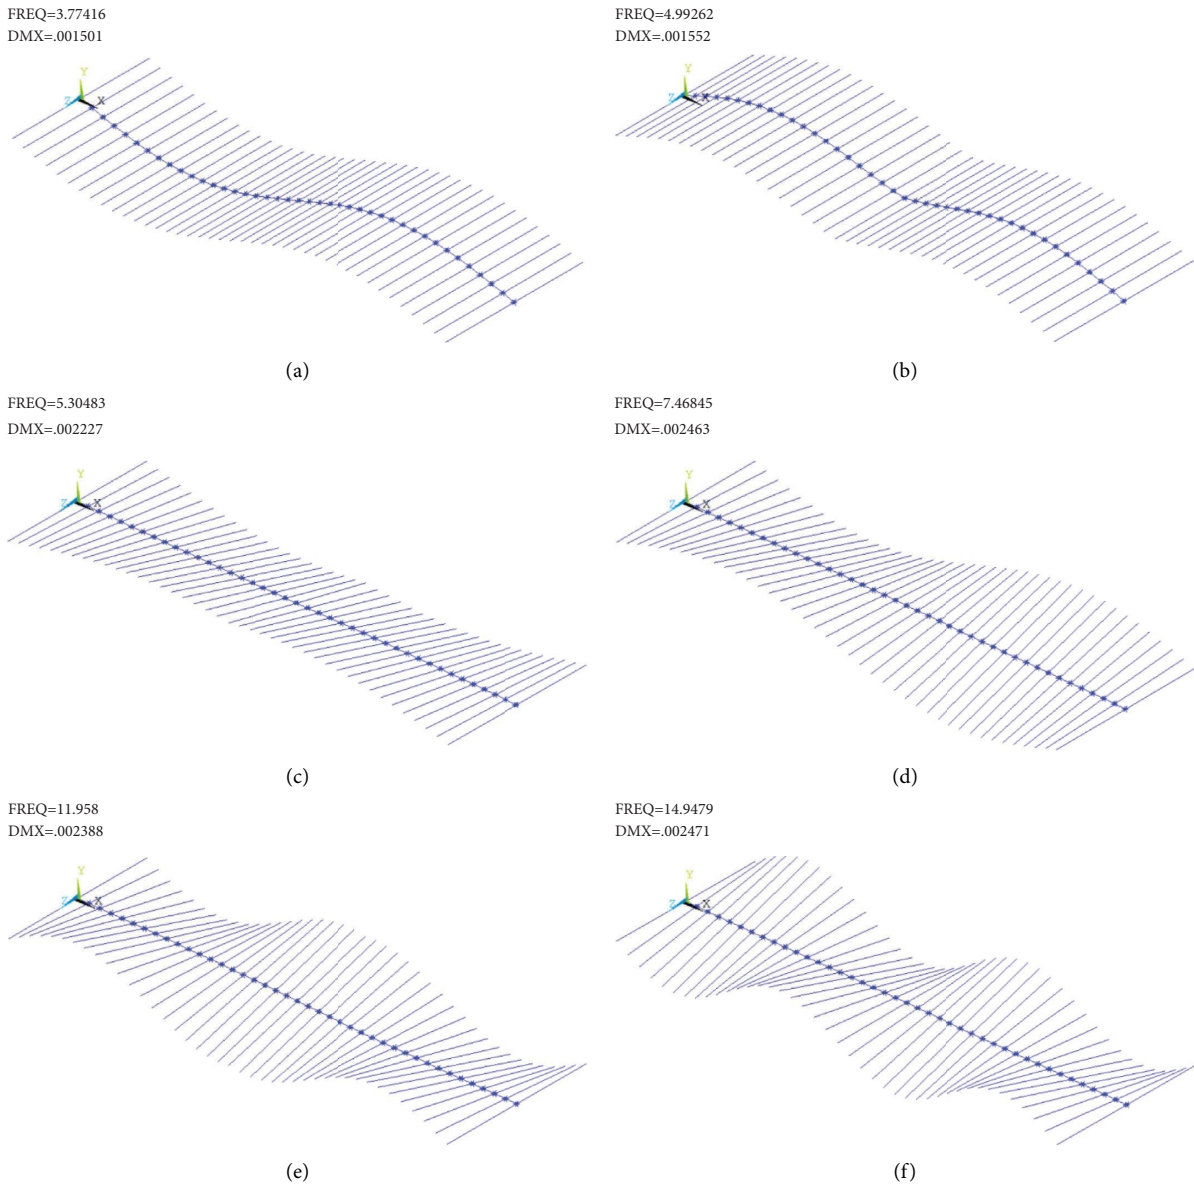 FREQ=3.77416
DMX=.001501
Y
Z
X
(a)
FREQ=4.99262
DMX=.001552
Y
Z
X
(b)
FREQ=5.30483
DMX=.002227
Y
Z
X
(c)
FREQ=7.46845
DMX=.002463
Y
Z
X
(d)
FREQ=11.958
DMX=.002388
Y
Z
X
(e)
FREQ=14.9479
DMX=.002471
Y
Z
X
(f)